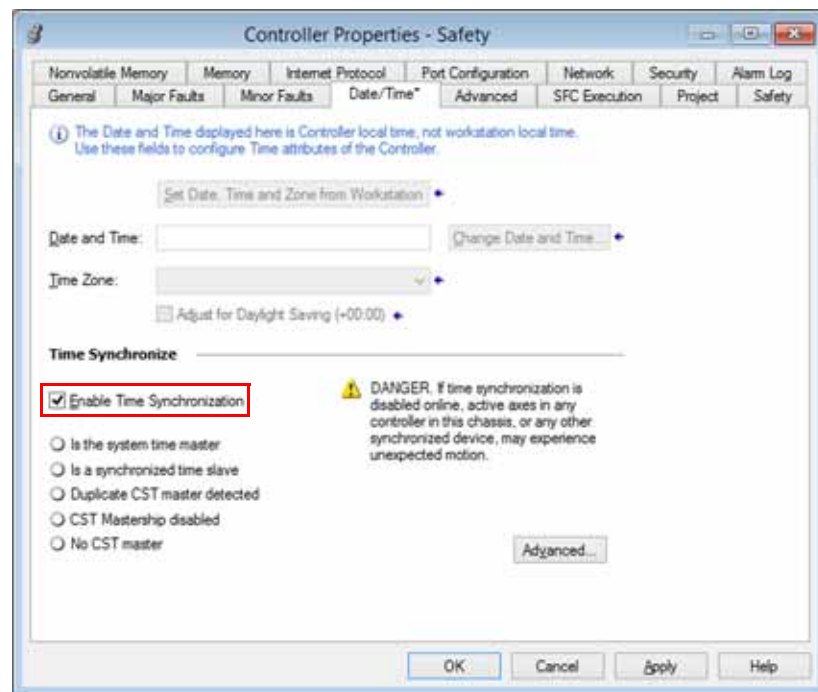 Controller Properties - Safety
Nonvolatile Memory Memory Internet Protocol Port Configuration Network Security Alarm Log
General Major Faults Minor Faults Date/Time* Advanced SFC Execution Project Safety
The Date and Time displayed here is Controller local time, not workstation local time.
Use these fields to configure Time attributes of the Controller.
Set Date, Time and Zone from Workstation
Date and Time:
Change Date and Time...
Time Zone:
Adjust for Daylight Saving (+00:00)
Time Synchronize
Enable Time Synchronization
DANGER. If time synchronization is
disabled online, active axes in any
controller in this chassis, or any other
synchronized device, may experience
unexpected motion.
Is the system time master
Is a synchronized time slave
Duplicate CST master detected
CST Mastership disabled
No CST master
Advanced...
OK Cancel Apply Help